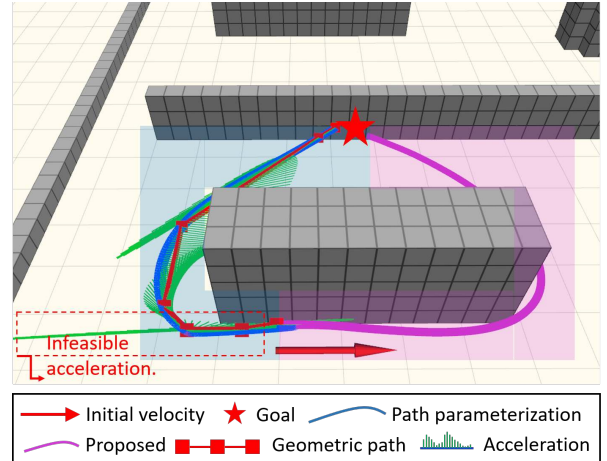 Infeasible
acceleration.
Initial velocity Goal Path parameterization
Proposed Geometric path Acceleration